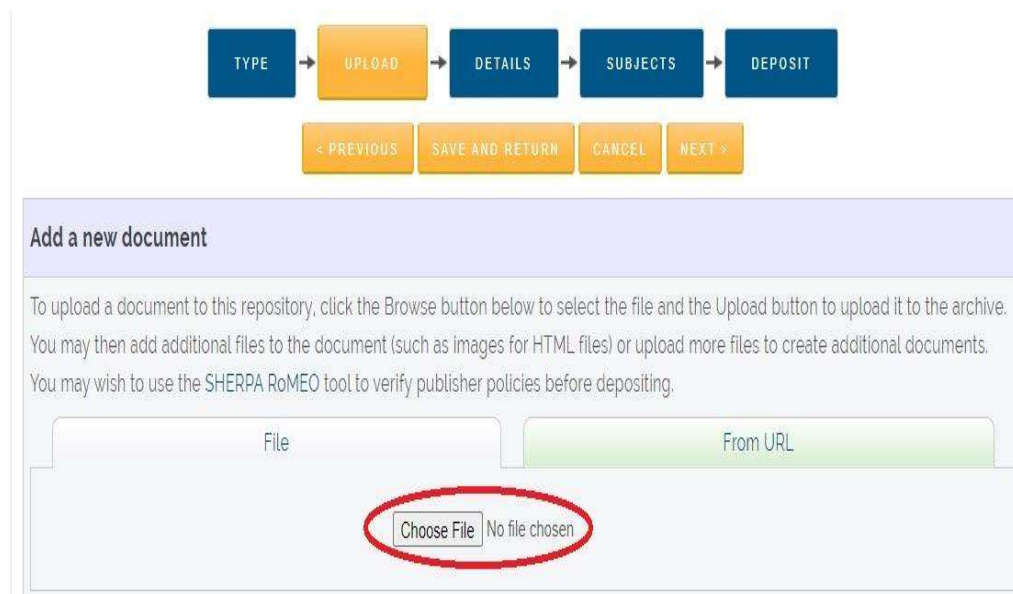 TYPE UPLOAD DETAILS SUBJECTS DEPOSIT
< PREVIOUS SAVE AND RETURN CANCEL NEXT >
Add a new document
To upload a document to this repository, click the Browse button below to select the file and the Upload button to upload it to the archive.
You may then add additional files to the document (such as images for HTML files) or upload more files to create additional documents.
You may wish to use the SHERPA RoMEO tool to verify publisher policies before depositing.
File From URL
Choose File No file chosen